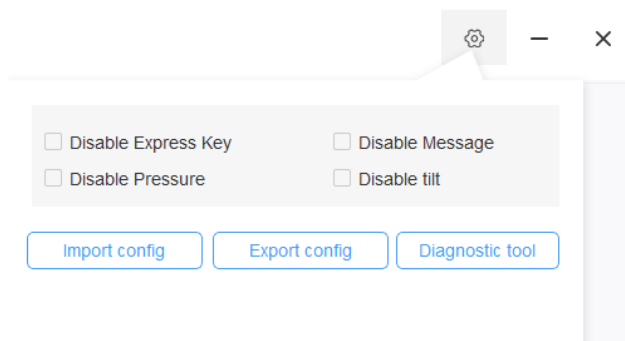 Disable Express Key
Disable Message
Disable Pressure
Disable tilt
Import config
Export config
Diagnostic tool